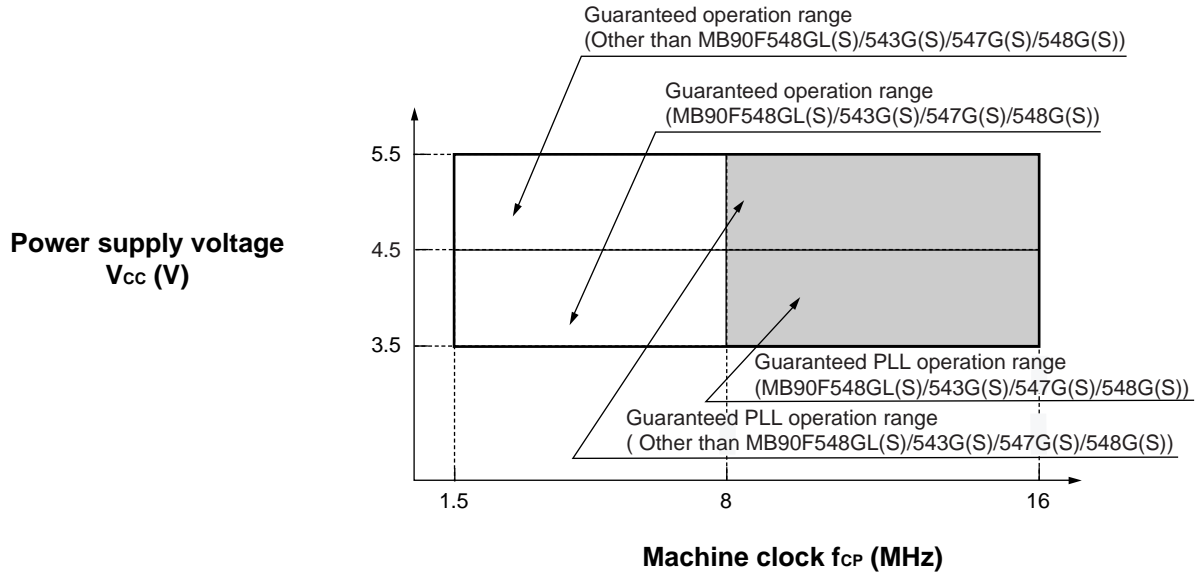 Guaranteed operation range
(Other than MB90F548GL(S)/543G(S)/547G(S)/548G(S))
Guaranteed operation range
(MB90F548GL(S)/543G(S)/547G(S)/548G(S))
5.5
Power supply voltage
VCC (V)
4.5
3.5
Guaranteed PLL operation range
(MB90F548GL(S)/543G(S)/547G(S)/548G(S))
Guaranteed PLL operation range
( Other than MB90F548GL(S)/543G(S)/547G(S)/548G(S))
1.5 8 16
Machine clock fCP (MHz)